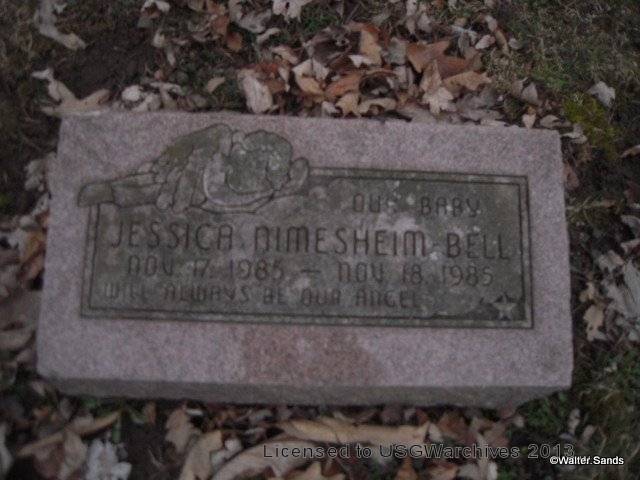 OUR BABY
JESSICA NIMESHEIM-BELL
NOV. 17, 1985 — NOV. 18, 1985
WILL ALWAYS BE OUR ANGEL
Licensed to USGWarchives 2013
©Walter Sands